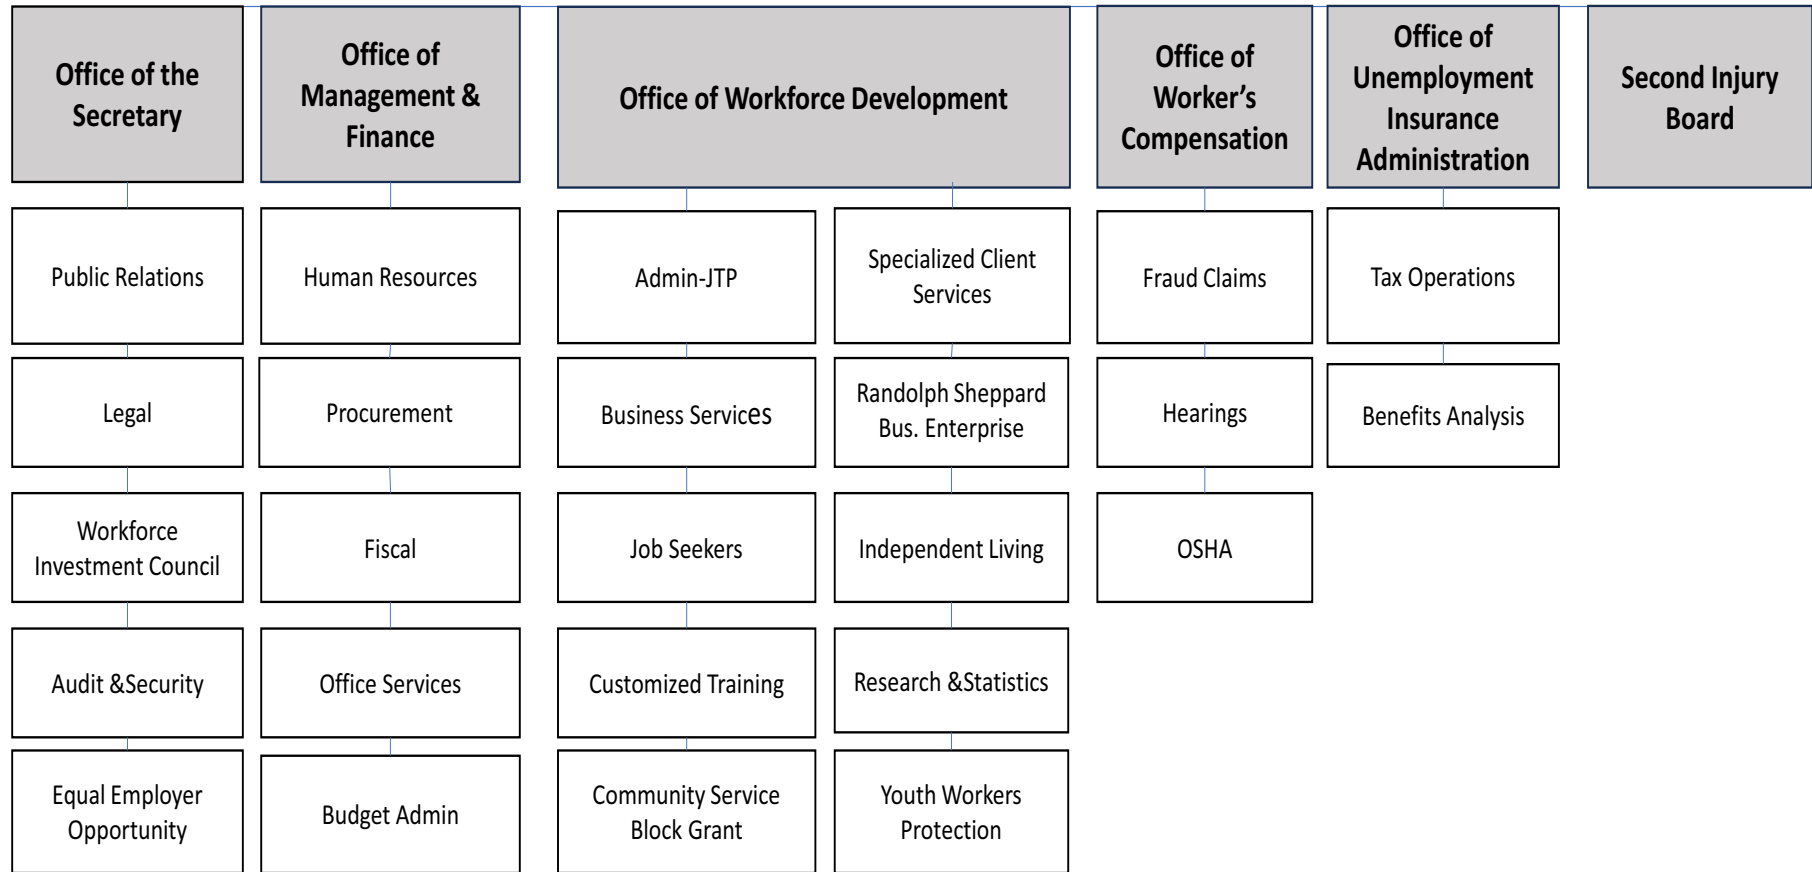 Office of the
Secretary
Office of
Management &
Finance
Office of Workforce Development
Office of
Worker’s
Compensation
Office of
Unemployment
Insurance
Administration
Second Injury
Board
Public Relations
Human Resources
Admin-JTP
Specialized Client
Services
Fraud Claims
Tax Operations
Legal
Procurement
Business Services
Randolph Sheppard
Bus. Enterprise
Hearings
Benefits Analysis
Workforce
Investment Council
Fiscal
Job Seekers
Independent Living
OSHA
Audit &Security
Office Services
Customized Training
Research &Statistics
Equal Employer
Opportunity
Budget Admin
Community Service
Block Grant
Youth Workers
Protection